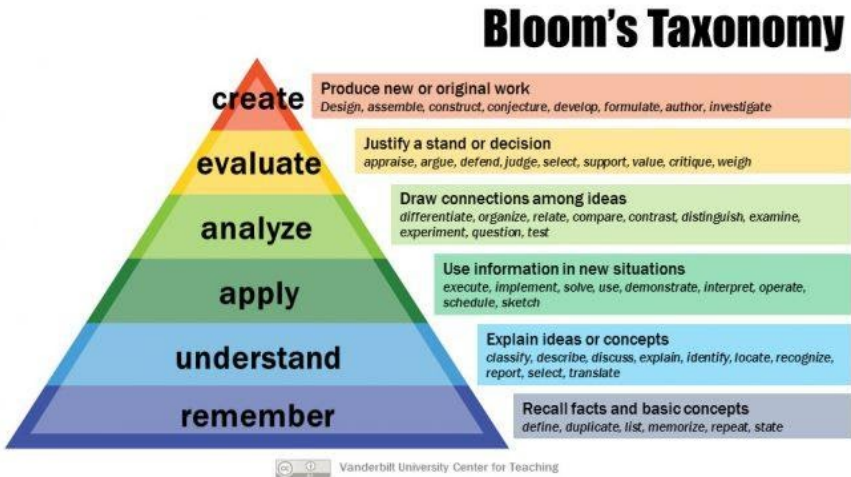 Bloom's Taxonomy
create
Produce new or original work
Design, assemble, construct, conjecture, develop, formulate, author, investigate
evaluate
Justify a stand or decision
appraise, argue, defend, judge, select, support, value, critique, weigh
analyze
Draw connections among ideas
differentiate, organize, relate, compare, contrast, distinguish, examine,
experiment, question, test
apply
Use information in new situations
execute, implement, solve, use, demonstrate, interpret, operate,
schedule, sketch
understand
Explain ideas or concepts
classify, describe, discuss, explain, identify, locate, recognize,
report, select, translate
remember
Recall facts and basic concepts
define, duplicate, list, memorize, repeat, state
cc
Vanderbilt University Center for Teaching